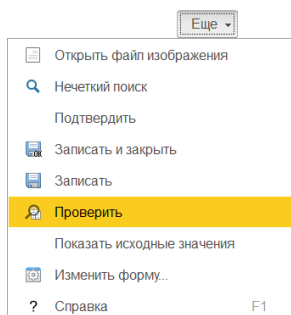 Еще
Открыть файл изображения
Нечеткий поиск
Подтвердить
Записать и закрыть
Записать
Проверить
Показать исходные значения
Изменить форму...
? Справка F1